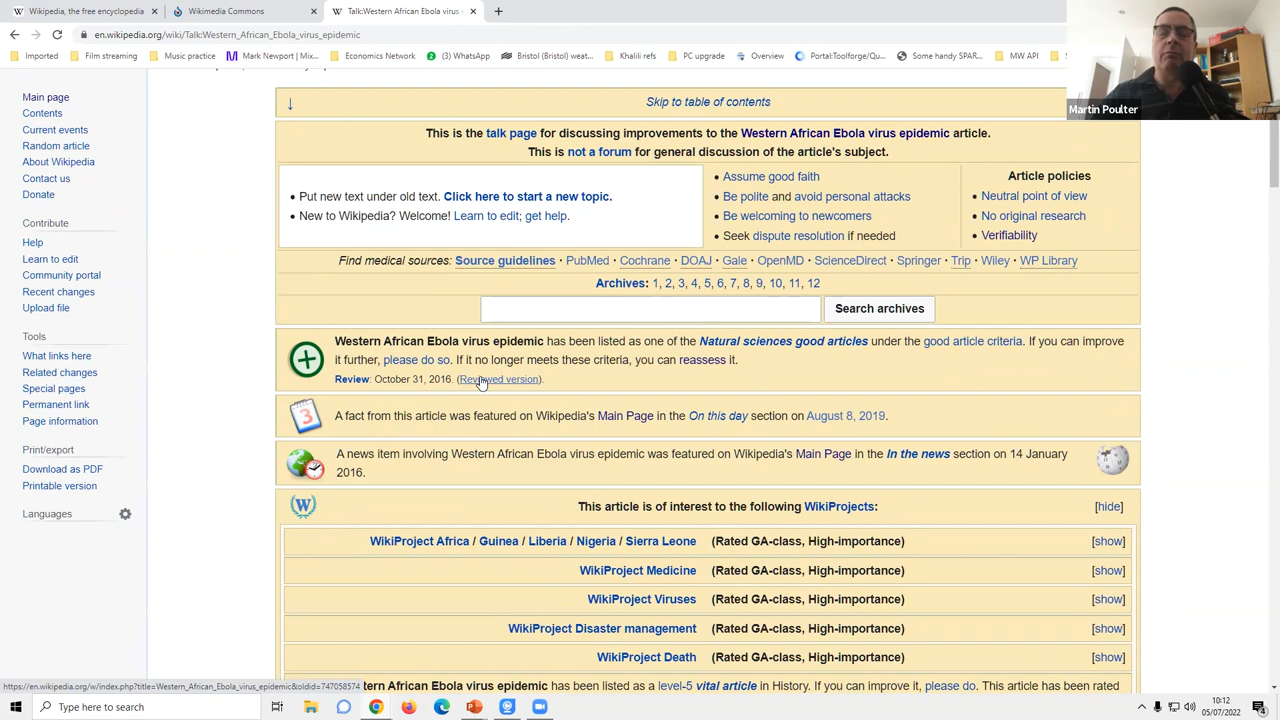 Wikipedia, the free encyclopedia
Wikimedia Commons
Talk:Western African Ebola virus
en.wikipedia.org/wiki/Talk:Western_African_Ebola_virus_epidemic
Imported
Film streaming
Music practice
Mark Newport | Mix
Economics Network
(3) WhatsApp
Bristol (Bristol) weat...
Khalili refs
PC upgrade
Overview
Portal:Toolforge/Qu...
Some handy SPAR...
MW API
Martin Poulter
Main page
Contents
Current events
Random article
About Wikipedia
Contact us
Donate
Contribute
Help
Learn to edit
Community portal
Recent changes
Upload file
Tools
What links here
Related changes
Special pages
Permanent link
Page information
Print/export
Download as PDF
Printable version
Languages
Skip to table of contents
This is the talk page for discussing improvements to the Western African Ebola virus epidemic article.
This is not a forum for general discussion of the article's subject.
• Put new text under old text. Click here to start a new topic.
• New to Wikipedia? Welcome! Learn to edit; get help.
• Assume good faith
• Be polite and avoid personal attacks
• Be welcoming to newcomers
• Seek dispute resolution if needed
Article policies
• Neutral point of view
• No original research
• Verifiability
Find medical sources: Source guidelines · PubMed · Cochrane · DOAJ · Gale · OpenMD · ScienceDirect · Springer · Trip · Wiley · WP Library
Archives: 1, 2, 3, 4, 5, 6, 7, 8, 9, 10, 11, 12
Search archives
Western African Ebola virus epidemic has been listed as one of the Natural sciences good articles under the good article criteria. If you can improve
it further, please do so. If it no longer meets these criteria, you can reassess it.
Review: October 31, 2016. (Reviewed version).
3
A fact from this article was featured on Wikipedia's Main Page in the On this day section on August 8, 2019.
A news item involving Western African Ebola virus epidemic was featured on Wikipedia's Main Page in the In the news section on 14 January
2016.
W
This article is of interest to the following WikiProjects:
[hide]
WikiProject Africa / Guinea / Liberia / Nigeria / Sierra Leone (Rated GA-class, High-importance) [show]
WikiProject Medicine (Rated GA-class, High-importance) [show]
WikiProject Viruses (Rated GA-class, High-importance) [show]
WikiProject Disaster management (Rated GA-class, High-importance) [show]
WikiProject Death (Rated GA-class, High-importance) [show]
tern African Ebola virus epidemic has been listed as a level-5 vital article in History. If you can improve it, please do. This article has been rated
https://en.wikipedia.org/w/index.php?title=Western_African_Ebola_virus_epidemic&oldid=747058574
Type here to search
10:12
05/07/2022
4